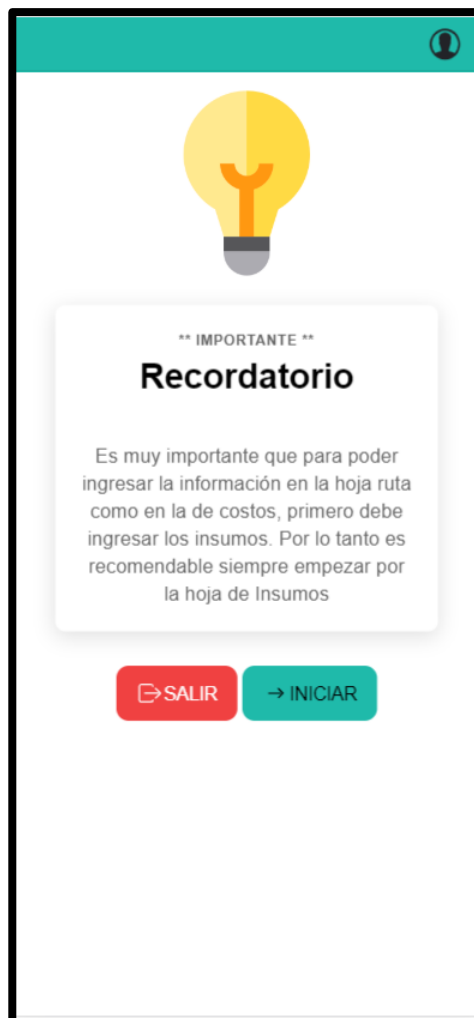 ** IMPORTANTE **
Recordatorio
Es muy importante que para poder
ingresar la información en la hoja ruta
como en la de costos, primero debe
ingresar los insumos. Por lo tanto es
recomendable siempre empezar por
la hoja de Insumos
SALIR
INICIAR